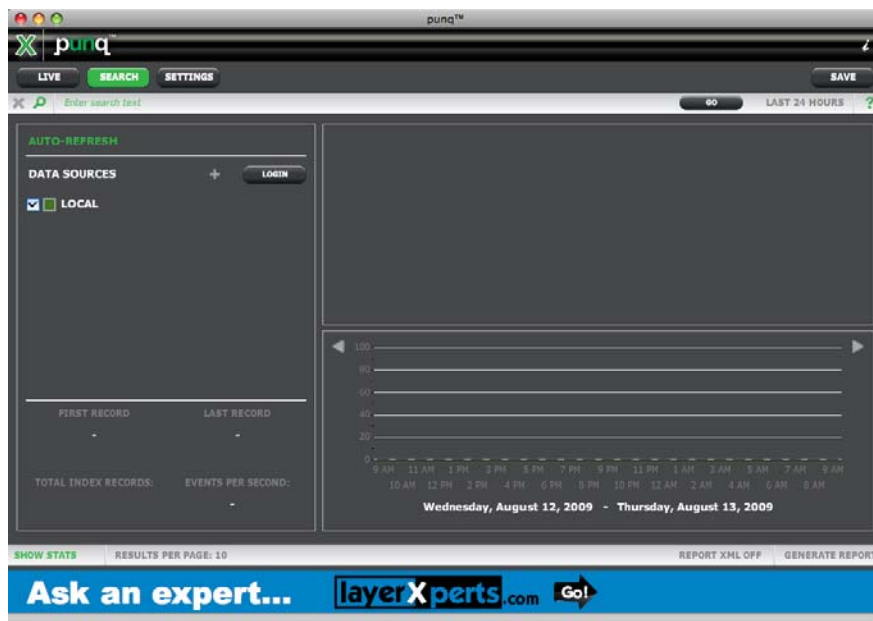 punq™
X punq™
i
LIVE SEARCH SETTINGS SAVE
Enter search text GO LAST 24 HOURS ?
AUTO-REFRESH
DATA SOURCES + LOGIN
LOCAL
FIRST RECORD LAST RECORD
- -
TOTAL INDEX RECORDS: EVENTS PER SECOND:
-
100
80
60
40
20
0
9 AM 11 AM 1 PM 3 PM 5 PM 7 PM 9 PM 11 PM 1 AM 3 AM 5 AM 7 AM 9 AM
10 AM 12 PM 2 PM 4 PM 6 PM 8 PM 10 PM 12 AM 2 AM 4 AM 6 AM 8 AM
Wednesday, August 12, 2009 - Thursday, August 13, 2009
SHOW STATS RESULTS PER PAGE: 10 REPORT XML OFF GENERATE REPORT
Ask an expert... layerXperts.com Go!